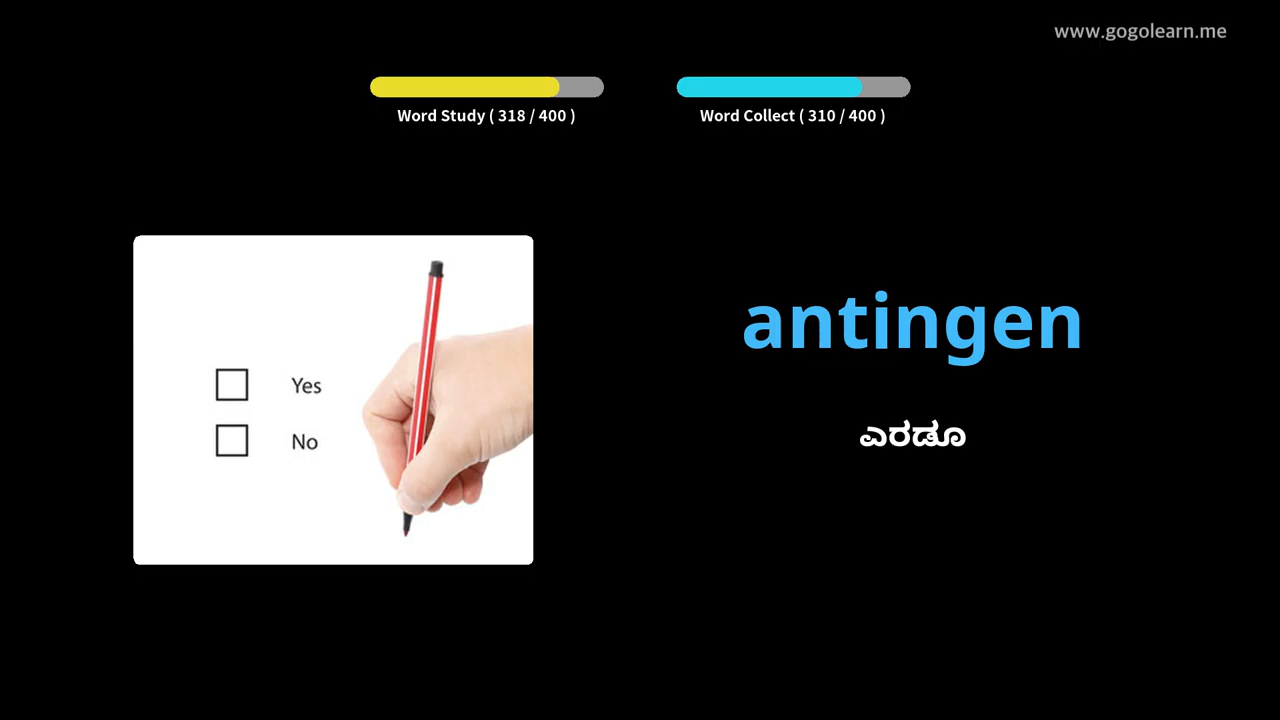 www.gogolearn.me
Word Study ( 318 / 400 )
Word Collect ( 310 / 400 )
Yes
No
antingen
ಎರಡೂ